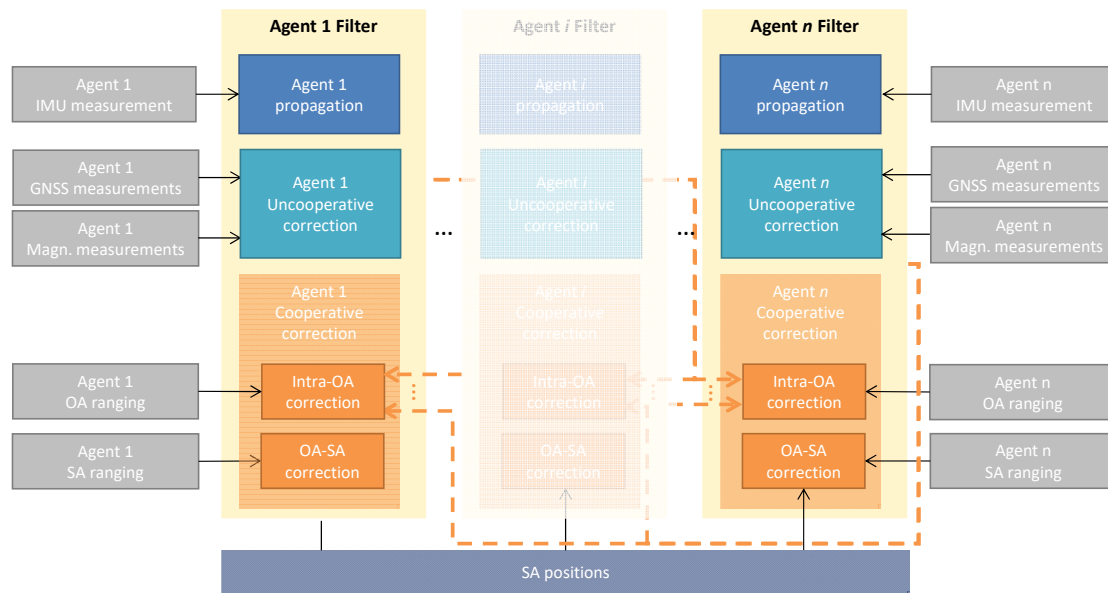 Agent 1 Filter
Agent i Filter
Agent n Filter
Agent 1
IMU measurement
Agent 1
propagation
Agent i
propagation
Agent n
propagation
Agent n
IMU measurement
Agent 1
GNSS measurements
Agent 1
Magn. measurements
Agent 1
Uncooperative
correction
...
Agent i
Uncooperative
correction
...
Agent n
Uncooperative
correction
Agent n
GNSS measurements
Agent n
Magn. measurements
Agent 1
Cooperative
correction
Agent i
Cooperative
correction
Agent n
Cooperative
correction
Agent 1
OA ranging
Intra-OA
correction
...
Intra-OA
correction
...
...
Intra-OA
correction
Agent n
OA ranging
Agent 1
SA ranging
OA-SA
correction
OA-SA
correction
OA-SA
correction
Agent n
SA ranging
SA positions